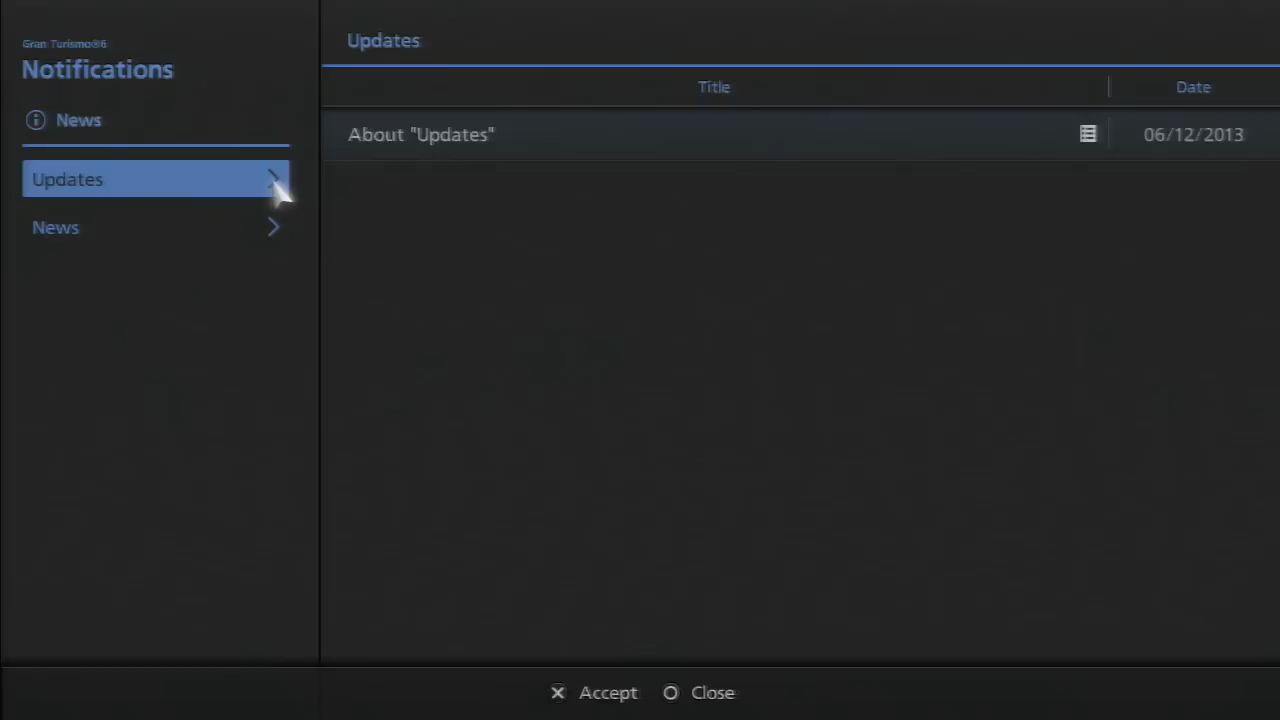 Gran Turismo®6
Notifications
News
Updates
News
Updates
Title
Date
About "Updates"
06/12/2013
Accept
Close